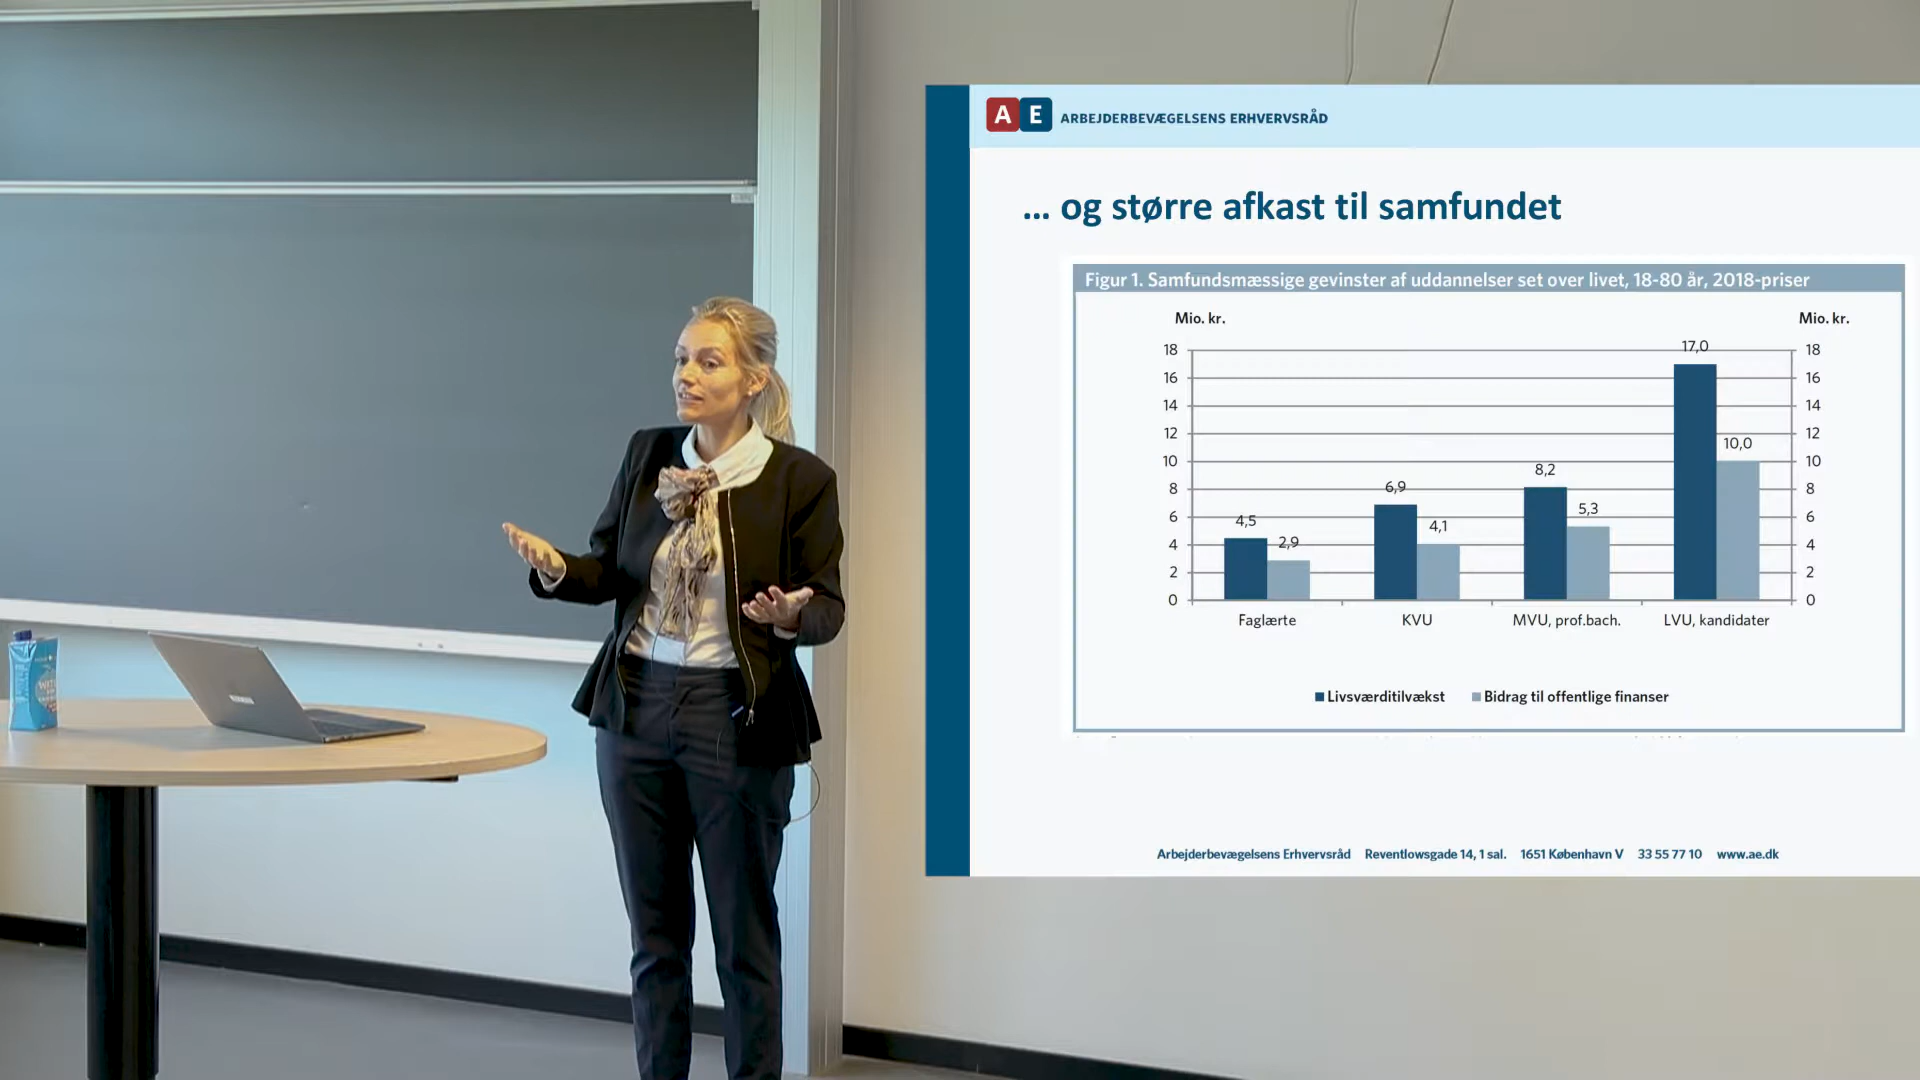 A E ARBEJDERBEVÆGELSENS ERHVERVSRÅD
... og større afkast til samfundet
Figur 1. Samfundsmæssige gevinster af uddannelser set over livet, 18-80 år, 2018-priser
Mio. kr. Mio. kr.
18 17,0 18
16 16
14 14
12 12
10,0
10 10
8,2
8 6,9 8
6 4,5 4,1 5,3 6
4 2,9 4
2 2
0 0
Faglærte KVU MVU, prof.bach. LVU, kandidater
Livsværditilvækst Bidrag til offentlige finanser
Arbejderbevægelsens Erhvervsråd Reventlowsgade 14, 1 sal. 1651 København V 33 55 77 10 www.ae.dk